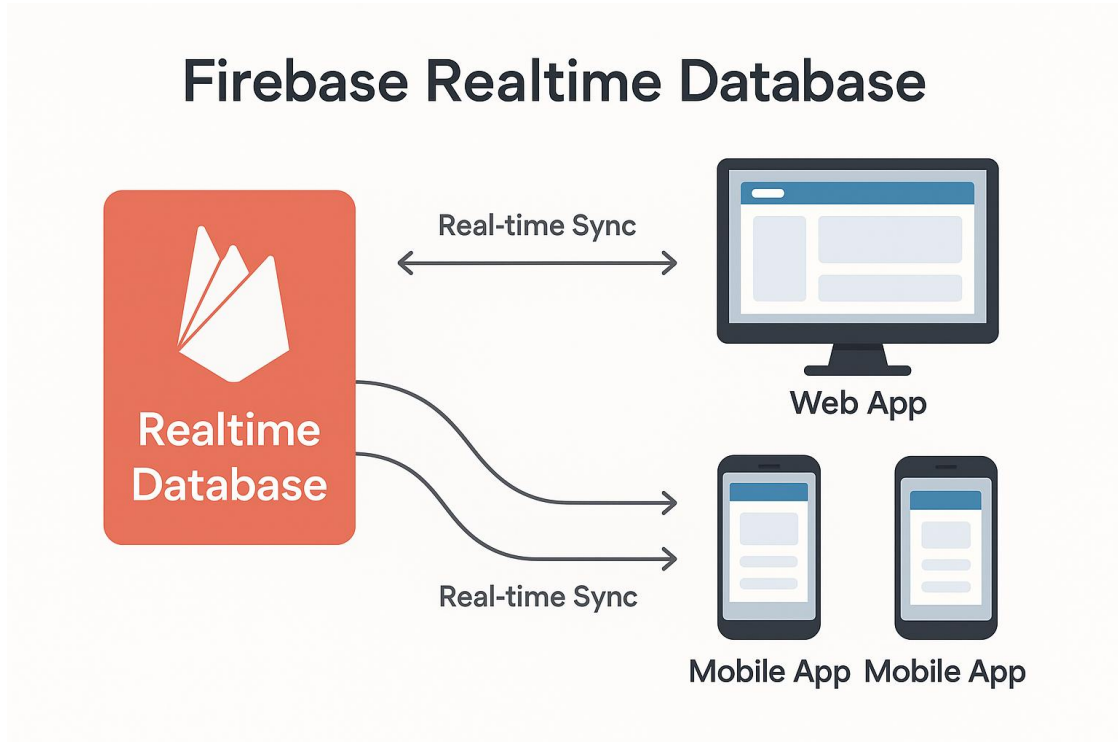 Firebase Realtime Database
Real-time Sync
Realtime
Database
Web App
Real-time Sync
Mobile App Mobile App